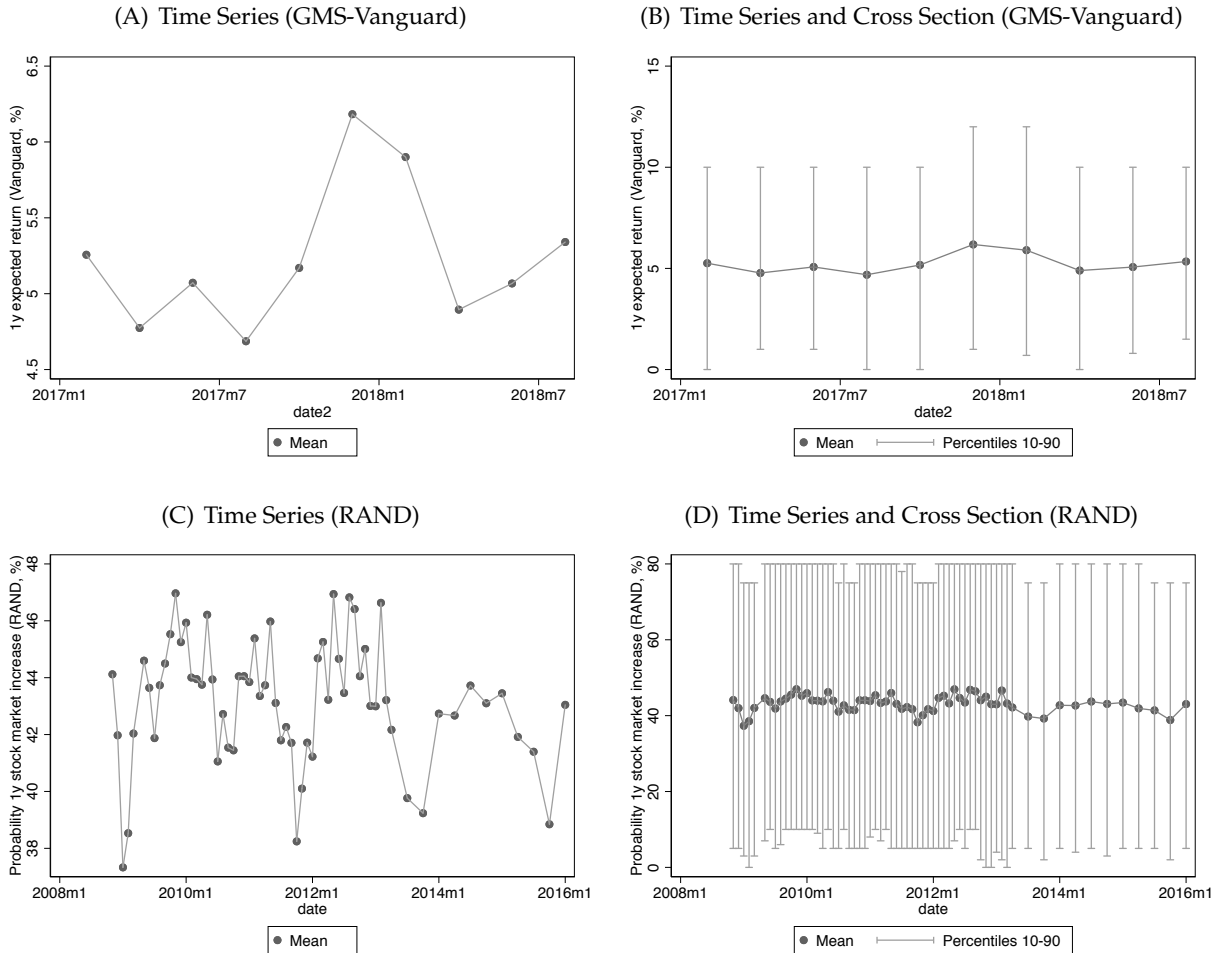 (A) Time Series (GMS-Vanguard)
1y expected return (Vanguard, %)
6.5
6
5.5
5
4.5
2017m1 2017m7 2018m1 2018m7
date2
Mean
(B) Time Series and Cross Section (GMS-Vanguard)
1y expected return (Vanguard, %)
15
10
5
0
2017m1 2017m7 2018m1 2018m7
date2
Mean Percentiles 10-90
(C) Time Series (RAND)
Probability 1y stock market increase (RAND, %)
48
46
44
42
40
38
2008m1 2010m1 2012m1 2014m1 2016m1
date
Mean
(D) Time Series and Cross Section (RAND)
Probability 1y stock market increase (RAND, %)
80
60
40
20
0
2008m1 2010m1 2012m1 2014m1 2016m1
date
Mean Percentiles 10-90